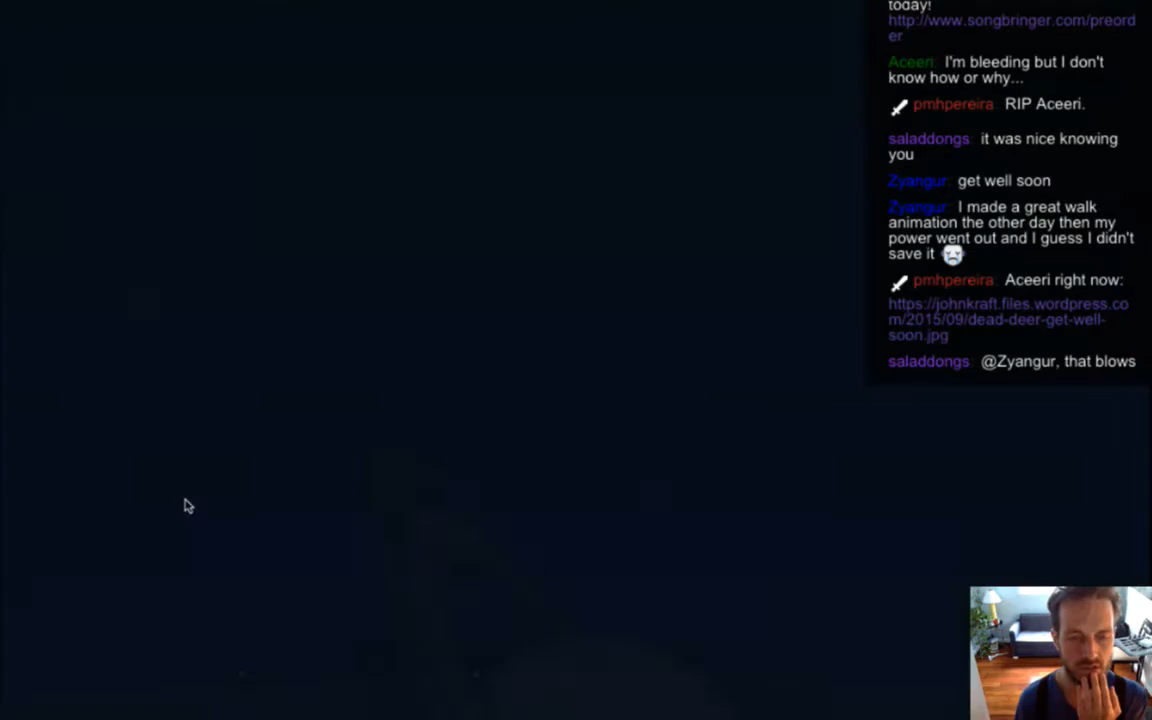 today!
http://www.songbringer.com/preord
er
Aceeri: I'm bleeding but I don't
know how or why...
pmhpereira: RIP Aceeri.
saladdongs: it was nice knowing
you
Zyangur: get well soon
Zyangur: I made a great walk
animation the other day then my
power went out and I guess I didn't
save it
pmhpereira: Aceeri right now:
https://johnkraft.files.wordpress.co
m/2015/09/dead-deer-get-well-
soon.jpg
saladdongs: @Zyangur, that blows